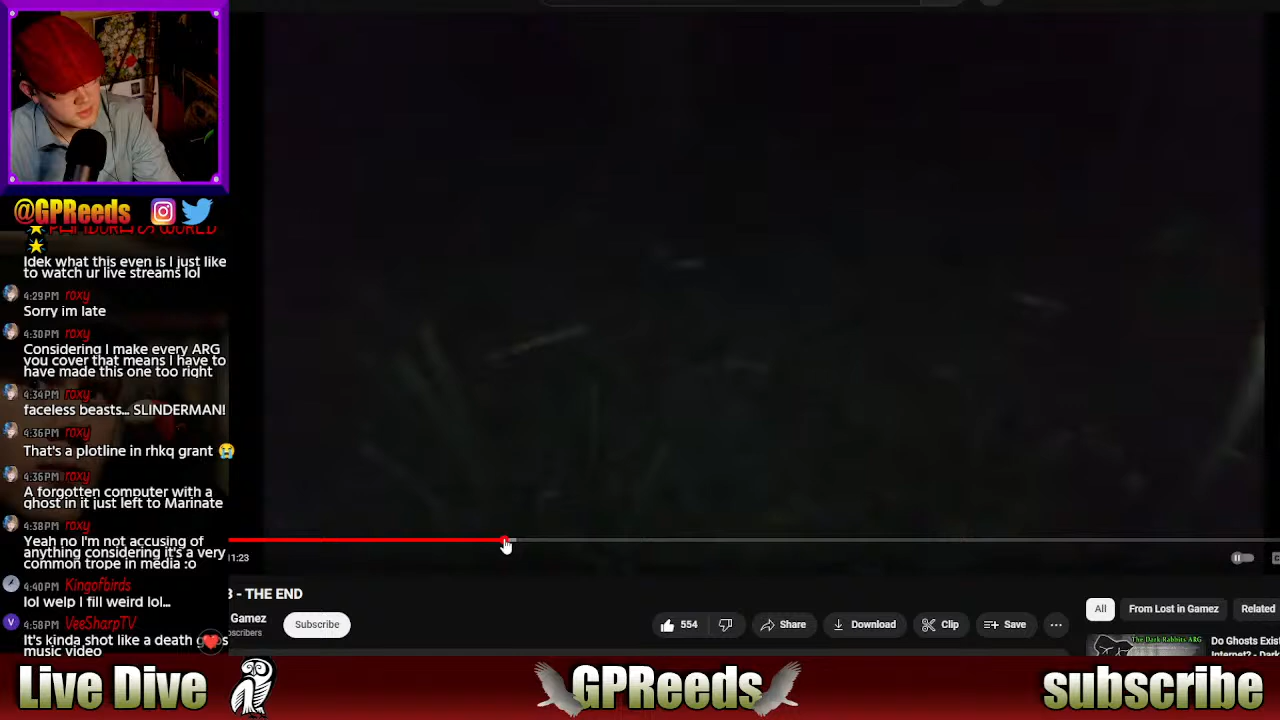 @GPReeds
Idek what this even is I just like
to watch ur live streams lol
4:29PM roxy
Sorry im late
4:30PM roxy
Considering I make every ARG
you cover that means I have to
have made this one too right
4:34PM roxy
faceless beasts... SLINDERMAN!
4:36PM roxy
That's a plotline in rhkq grant 😭
4:36PM roxy
A forgotten computer with a
ghost in it just left to Marinate
4:38PM roxy
Yeah no I'm not accusing of
anything considering it's a very
common trope in media :o
4:40PM Kingofbirds
lol welp I fill weird lol...
4:58PM VeeSharpTV
It's kinda shot like a death
music video
1:23
3 - THE END
Gamez
Subscribe
554
Share
Download
Clip
Save
All
From Lost in Gamez
Related
The Dark Rabbits ARG
Do Ghosts Exis
Internet? - Dark
Live Dive
GPReeds
subscribe